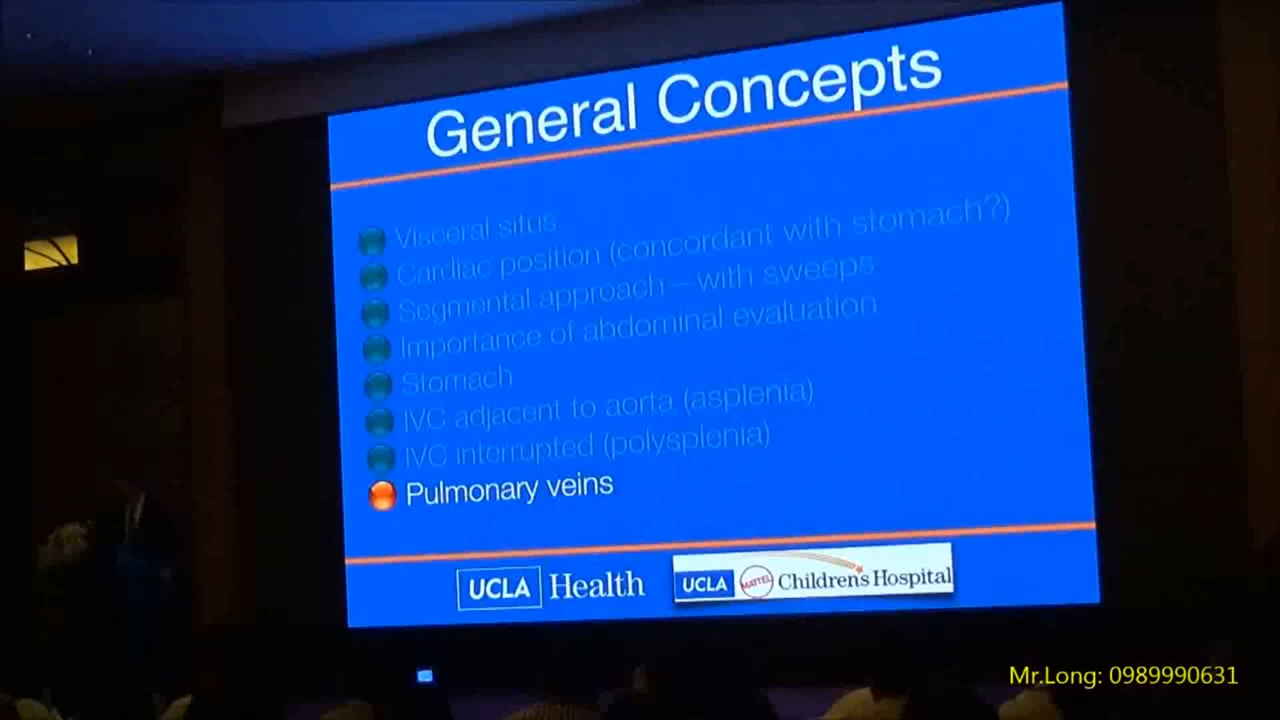 General Concepts
Visceral situs
Cardiac position (concordant with stomach?)
Segmental approach – with sweeps
Importance of abdominal evaluation
Stomach
IVC adjacent to aorta (asplenia)
IVC interrupted (polysplenia)
Pulmonary veins
UCLA Health
UCLA MATTEL Children's Hospital
Mr.Long: 0989990631